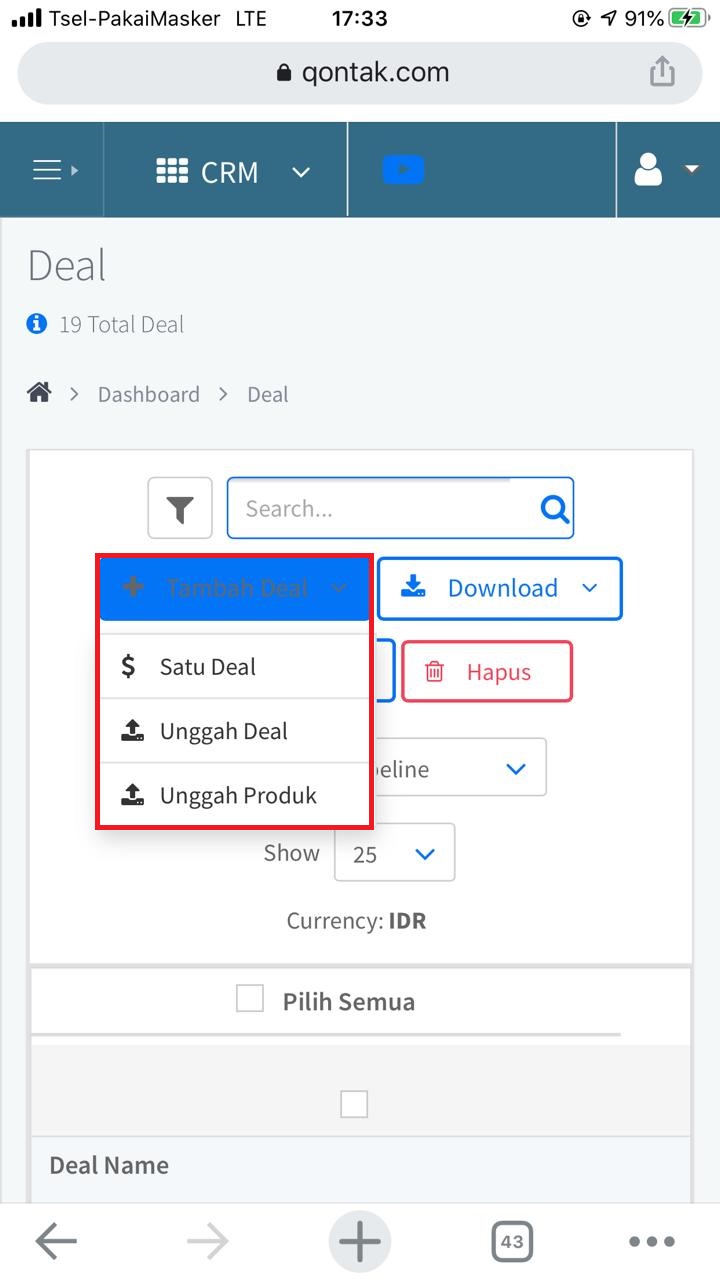 Tsel-PakaiMasker LTE 17:33 91%
qontak.com
CRM
Deal
19 Total Deal
Dashboard > Deal
Search...
Tambah Deal Download
Satu Deal
Hapus
Unggah Deal
eline
Unggah Produk
Show 25
Currency: IDR
Pilih Semua
Deal Name
43